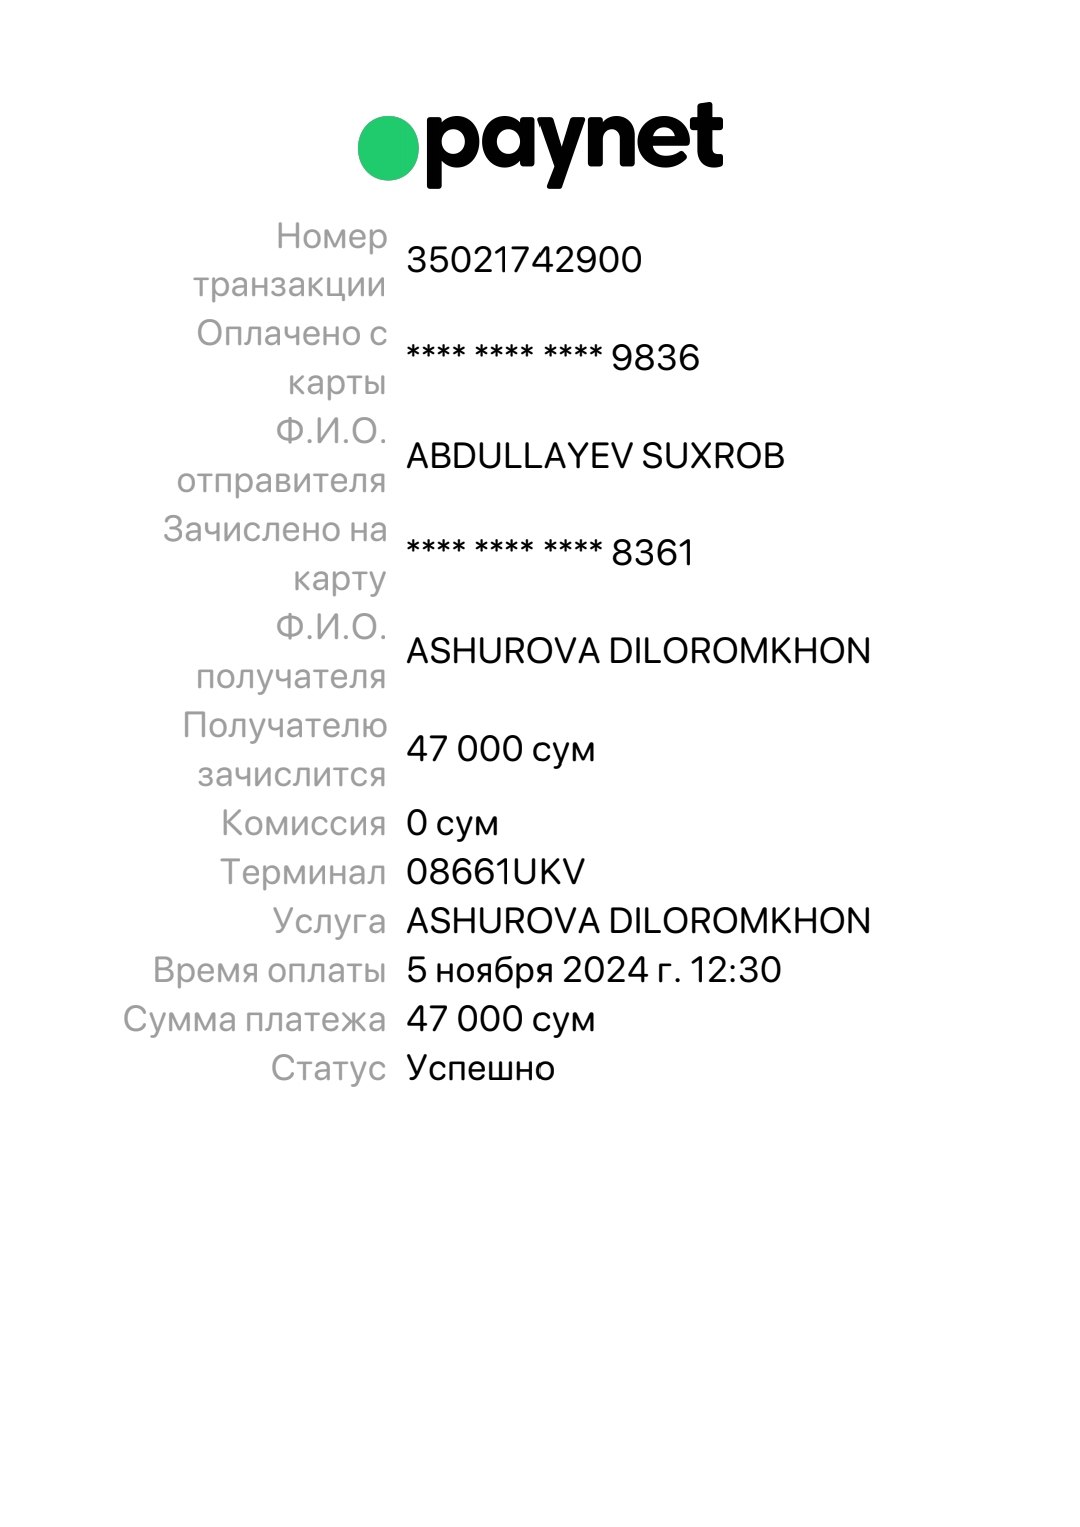 paynet
Номер
транзакции
35021742900
Оплачено с
карты
**** **** **** 9836
Ф.И.О.
отправителя
ABDULLAYEV SUXROB
Зачислено на
карту
**** **** **** 8361
Ф.И.О.
получателя
ASHUROVA DILOROMKHON
Получателю
зачислится
47 000 сум
Комиссия 0 сум
Терминал 08661UKV
Услуга ASHUROVA DILOROMKHON
Время оплаты 5 ноября 2024 г. 12:30
Сумма платежа 47 000 сум
Статус Успешно